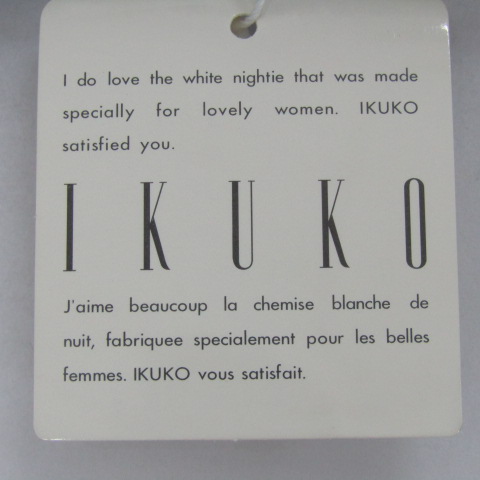 I do love the white nightie that was made
specially for lovely women. IKUKO
satisfied you.
IKUKO
J'aime beaucoup la chemise blanche de
nuit, fabriquee specialement pour les belles
femmes. IKUKO vous satisfait.